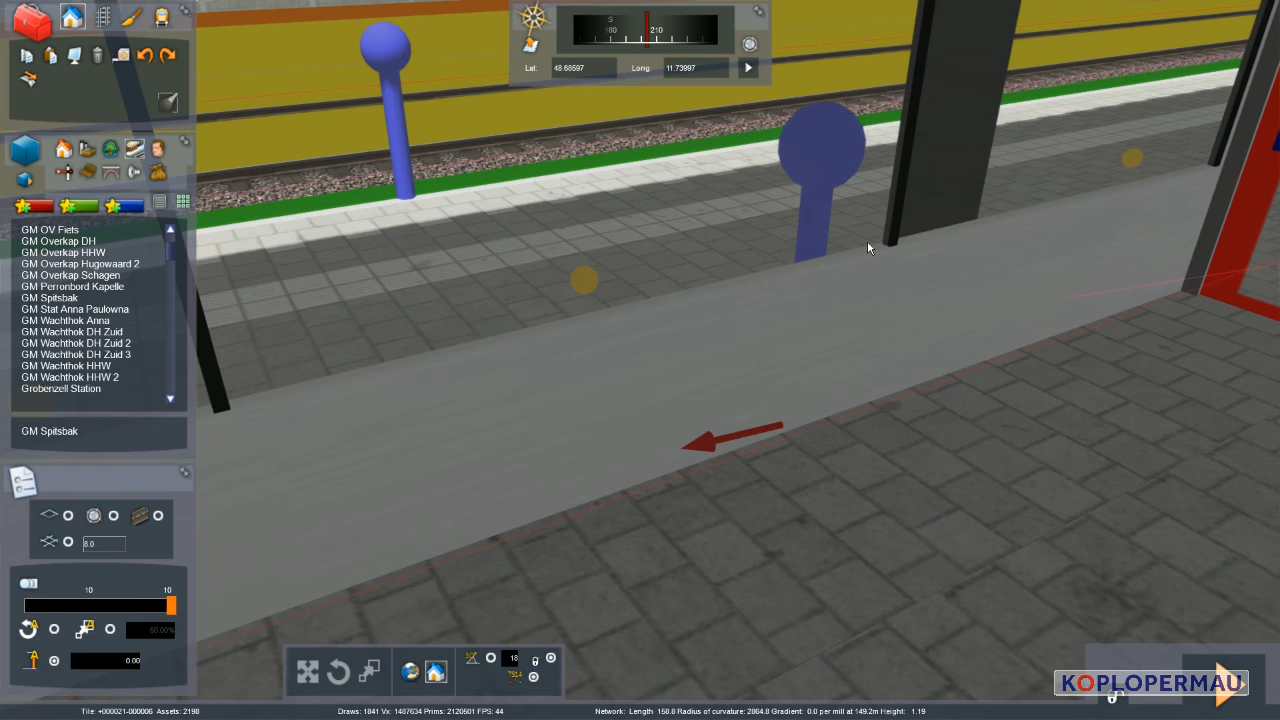 S
180 210
Lat: 48.68597 Long: 11.73997
GM OV Fiets
GM Overkap DH
GM Overkap HHW
GM Overkap Hugowaard 2
GM Overkap Schagen
GM Perronbord Kapelle
GM Spitsbak
GM Stat Anna Paulowna
GM Wachthok Anna
GM Wachthok DH Zuid
GM Wachthok DH Zuid 2
GM Wachthok DH Zuid 3
GM Wachthok HHW
GM Wachthok HHW 2
Grobenzell Station
GM Spitsbak
8.0
10 10
50.00%
0.00
18
KOPLOPERMAU
Tile: +000021-000006 Assets: 2198 Draws: 1841 Vx: 1487634 Prims: 2120501 FPS: 44 Network: Length 158.8 Radius of curvature: 2864.8 Gradient: 0.0 per mill at 149.2m Height: 1.19